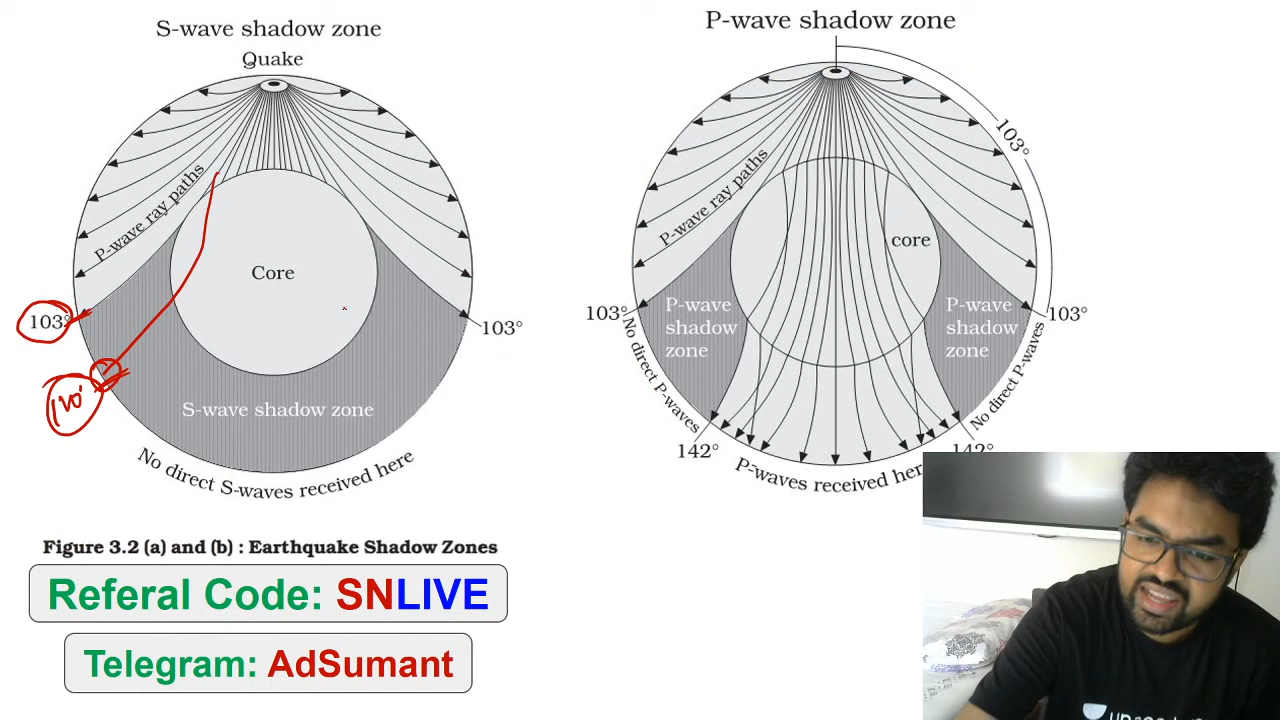 S-wave shadow zone
Quake
P-wave ray paths
Core
103°
103°
S-wave shadow zone
No direct S-waves received here
P-wave shadow zone
103°
P-wave ray paths
core
P-wave
shadow
zone
P-wave
shadow
zone
103°
103°
No direct P-waves
No direct P-waves
142°
142°
P-waves received her
Figure 3.2 (a) and (b) : Earthquake Shadow Zones
Referal Code: SNLIVE
Telegram: AdSumant